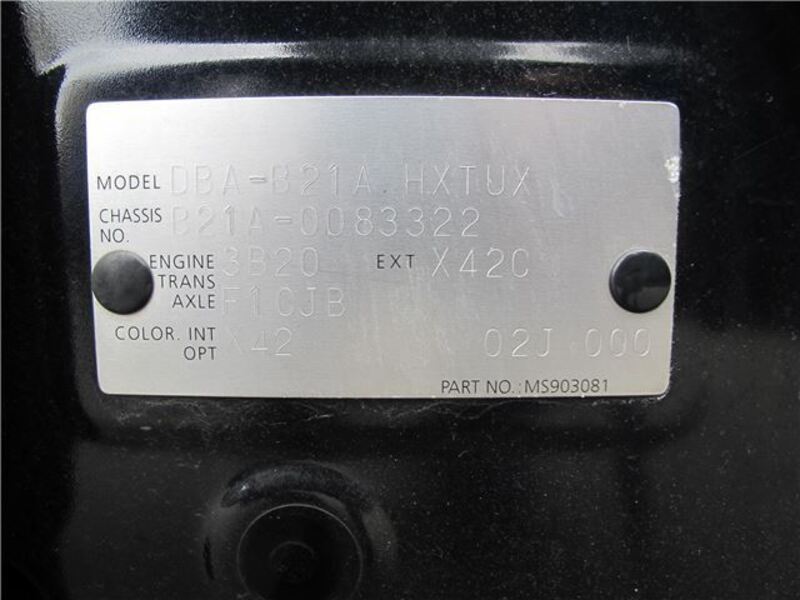 MODEL DBA-B21A HXTUX
CHASSIS NO. B21A-0083322
ENGINE 3B20 EXT X42C
TRANS AXLE F1CJB
COLOR. INT OPT X42 02J 000
PART NO.: MS903081